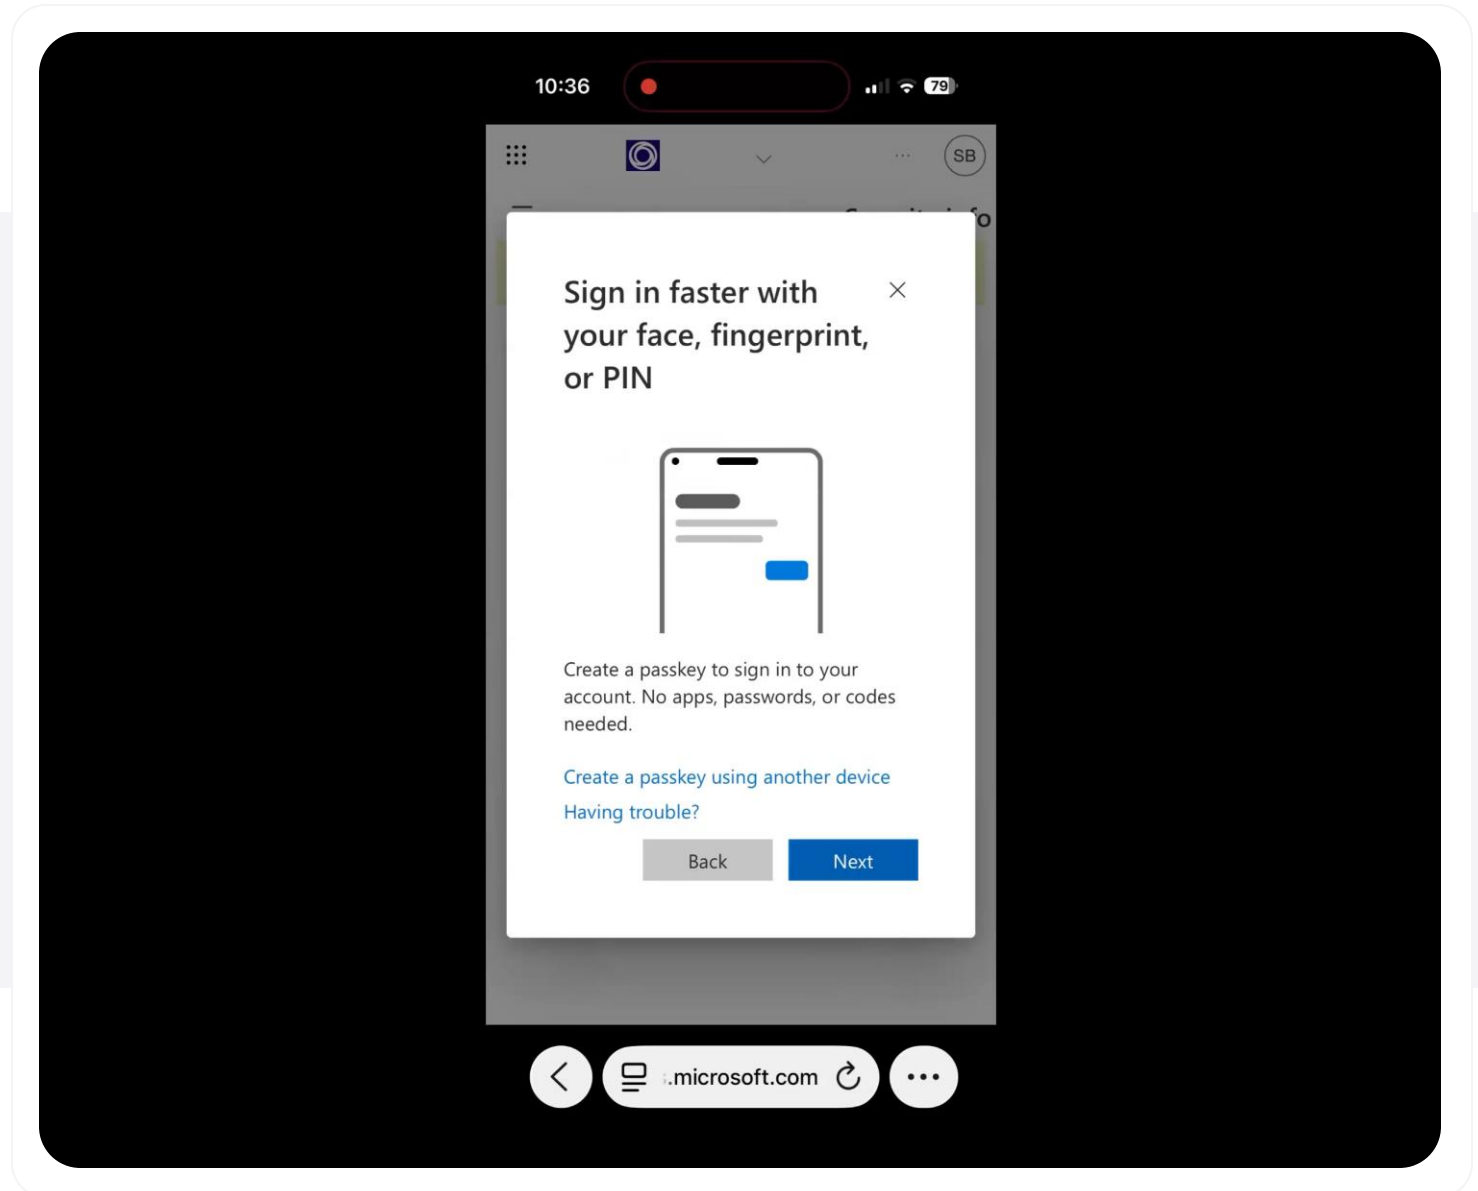 10:36
79
SB
Sign in faster with
your face, fingerprint,
or PIN
Create a passkey to sign in to your
account. No apps, passwords, or codes
needed.
Create a passkey using another device
Having trouble?
Back
Next
.microsoft.com